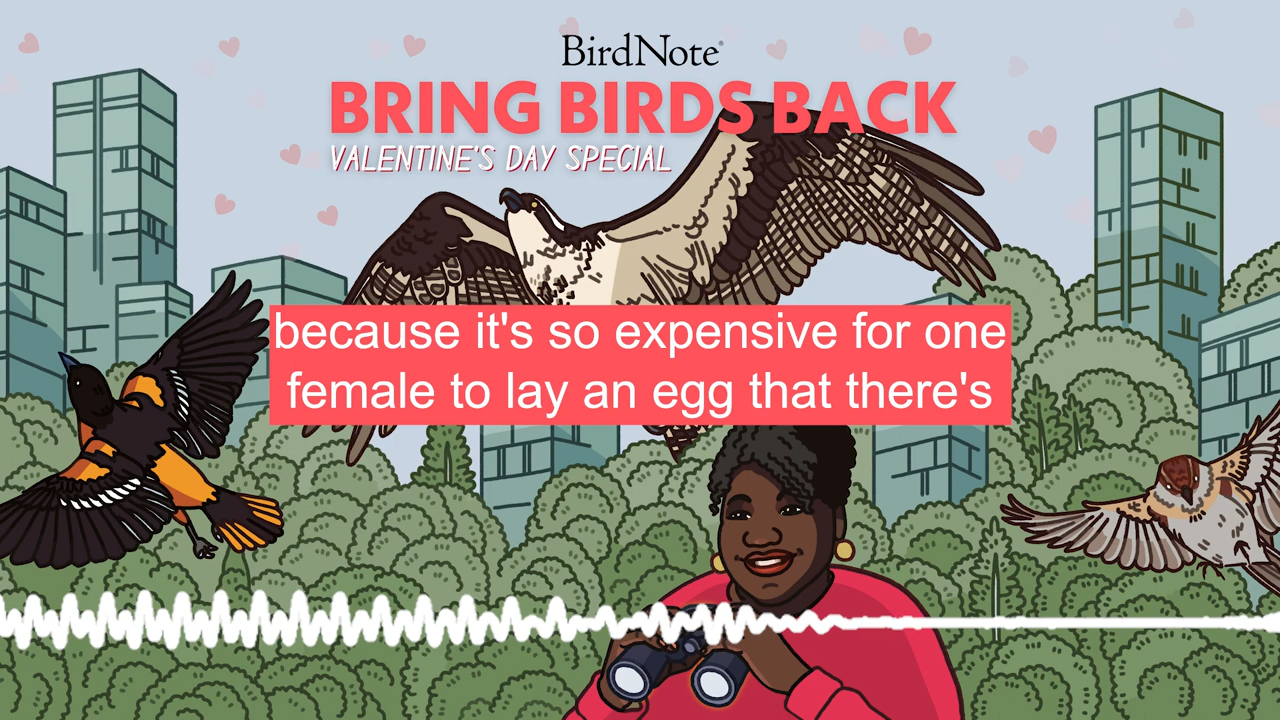 BirdNote®
BRING BIRDS BACK
VALENTINE'S DAY SPECIAL
because it's so expensive for one
female to lay an egg that there's